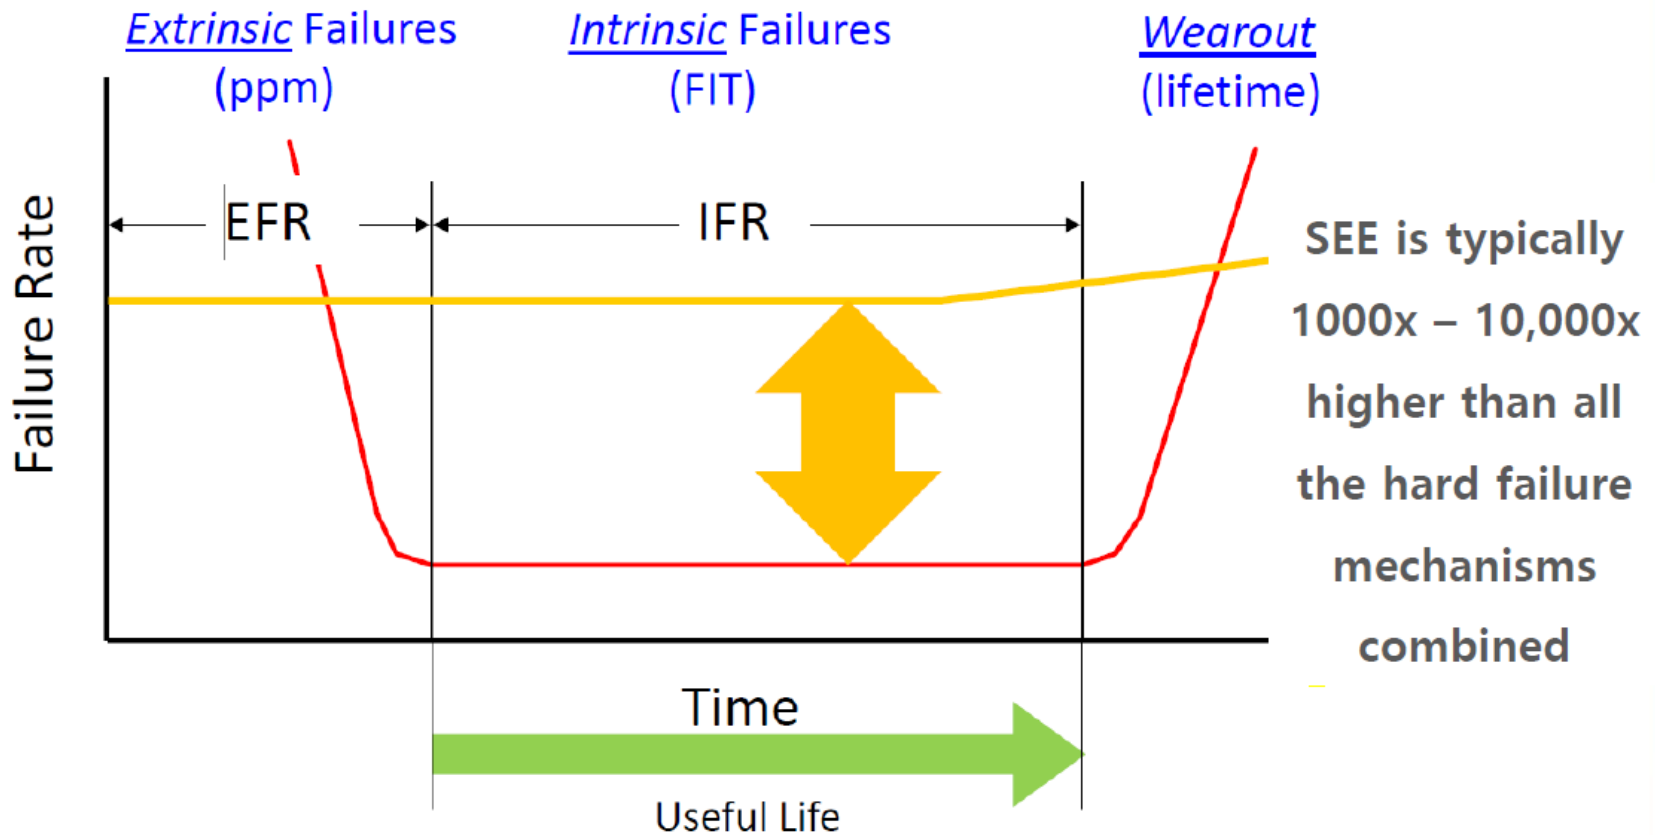 Extrinsic Failures
(ppm)
Intrinsic Failures
(FIT)
Wearout
(lifetime)
Failure Rate
EFR
IFR
SEE is typically
1000x – 10,000x
higher than all
the hard failure
mechanisms
combined
Time
Useful Life